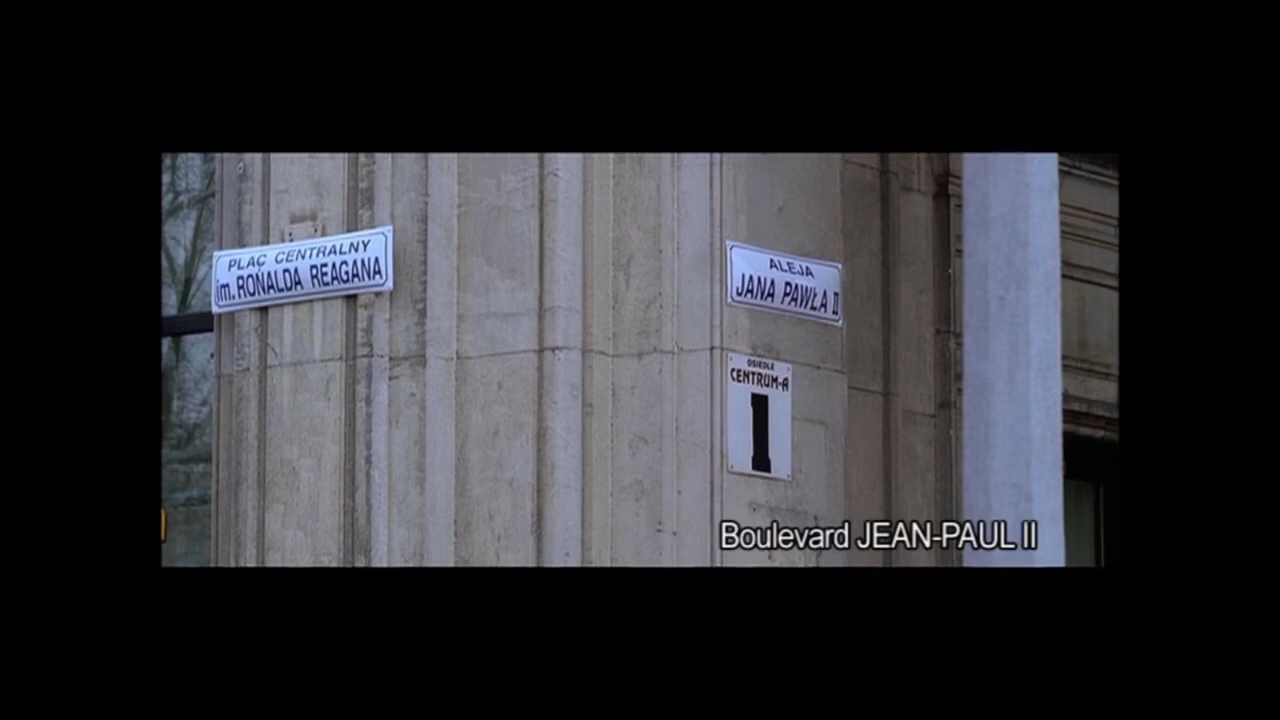 PLAC CENTRALNY
im. RONALDA REAGANA
ALEJA
JANA PAWŁA II
OSIEDLE
CENTRUM-A
1
Boulevard JEAN-PAUL II